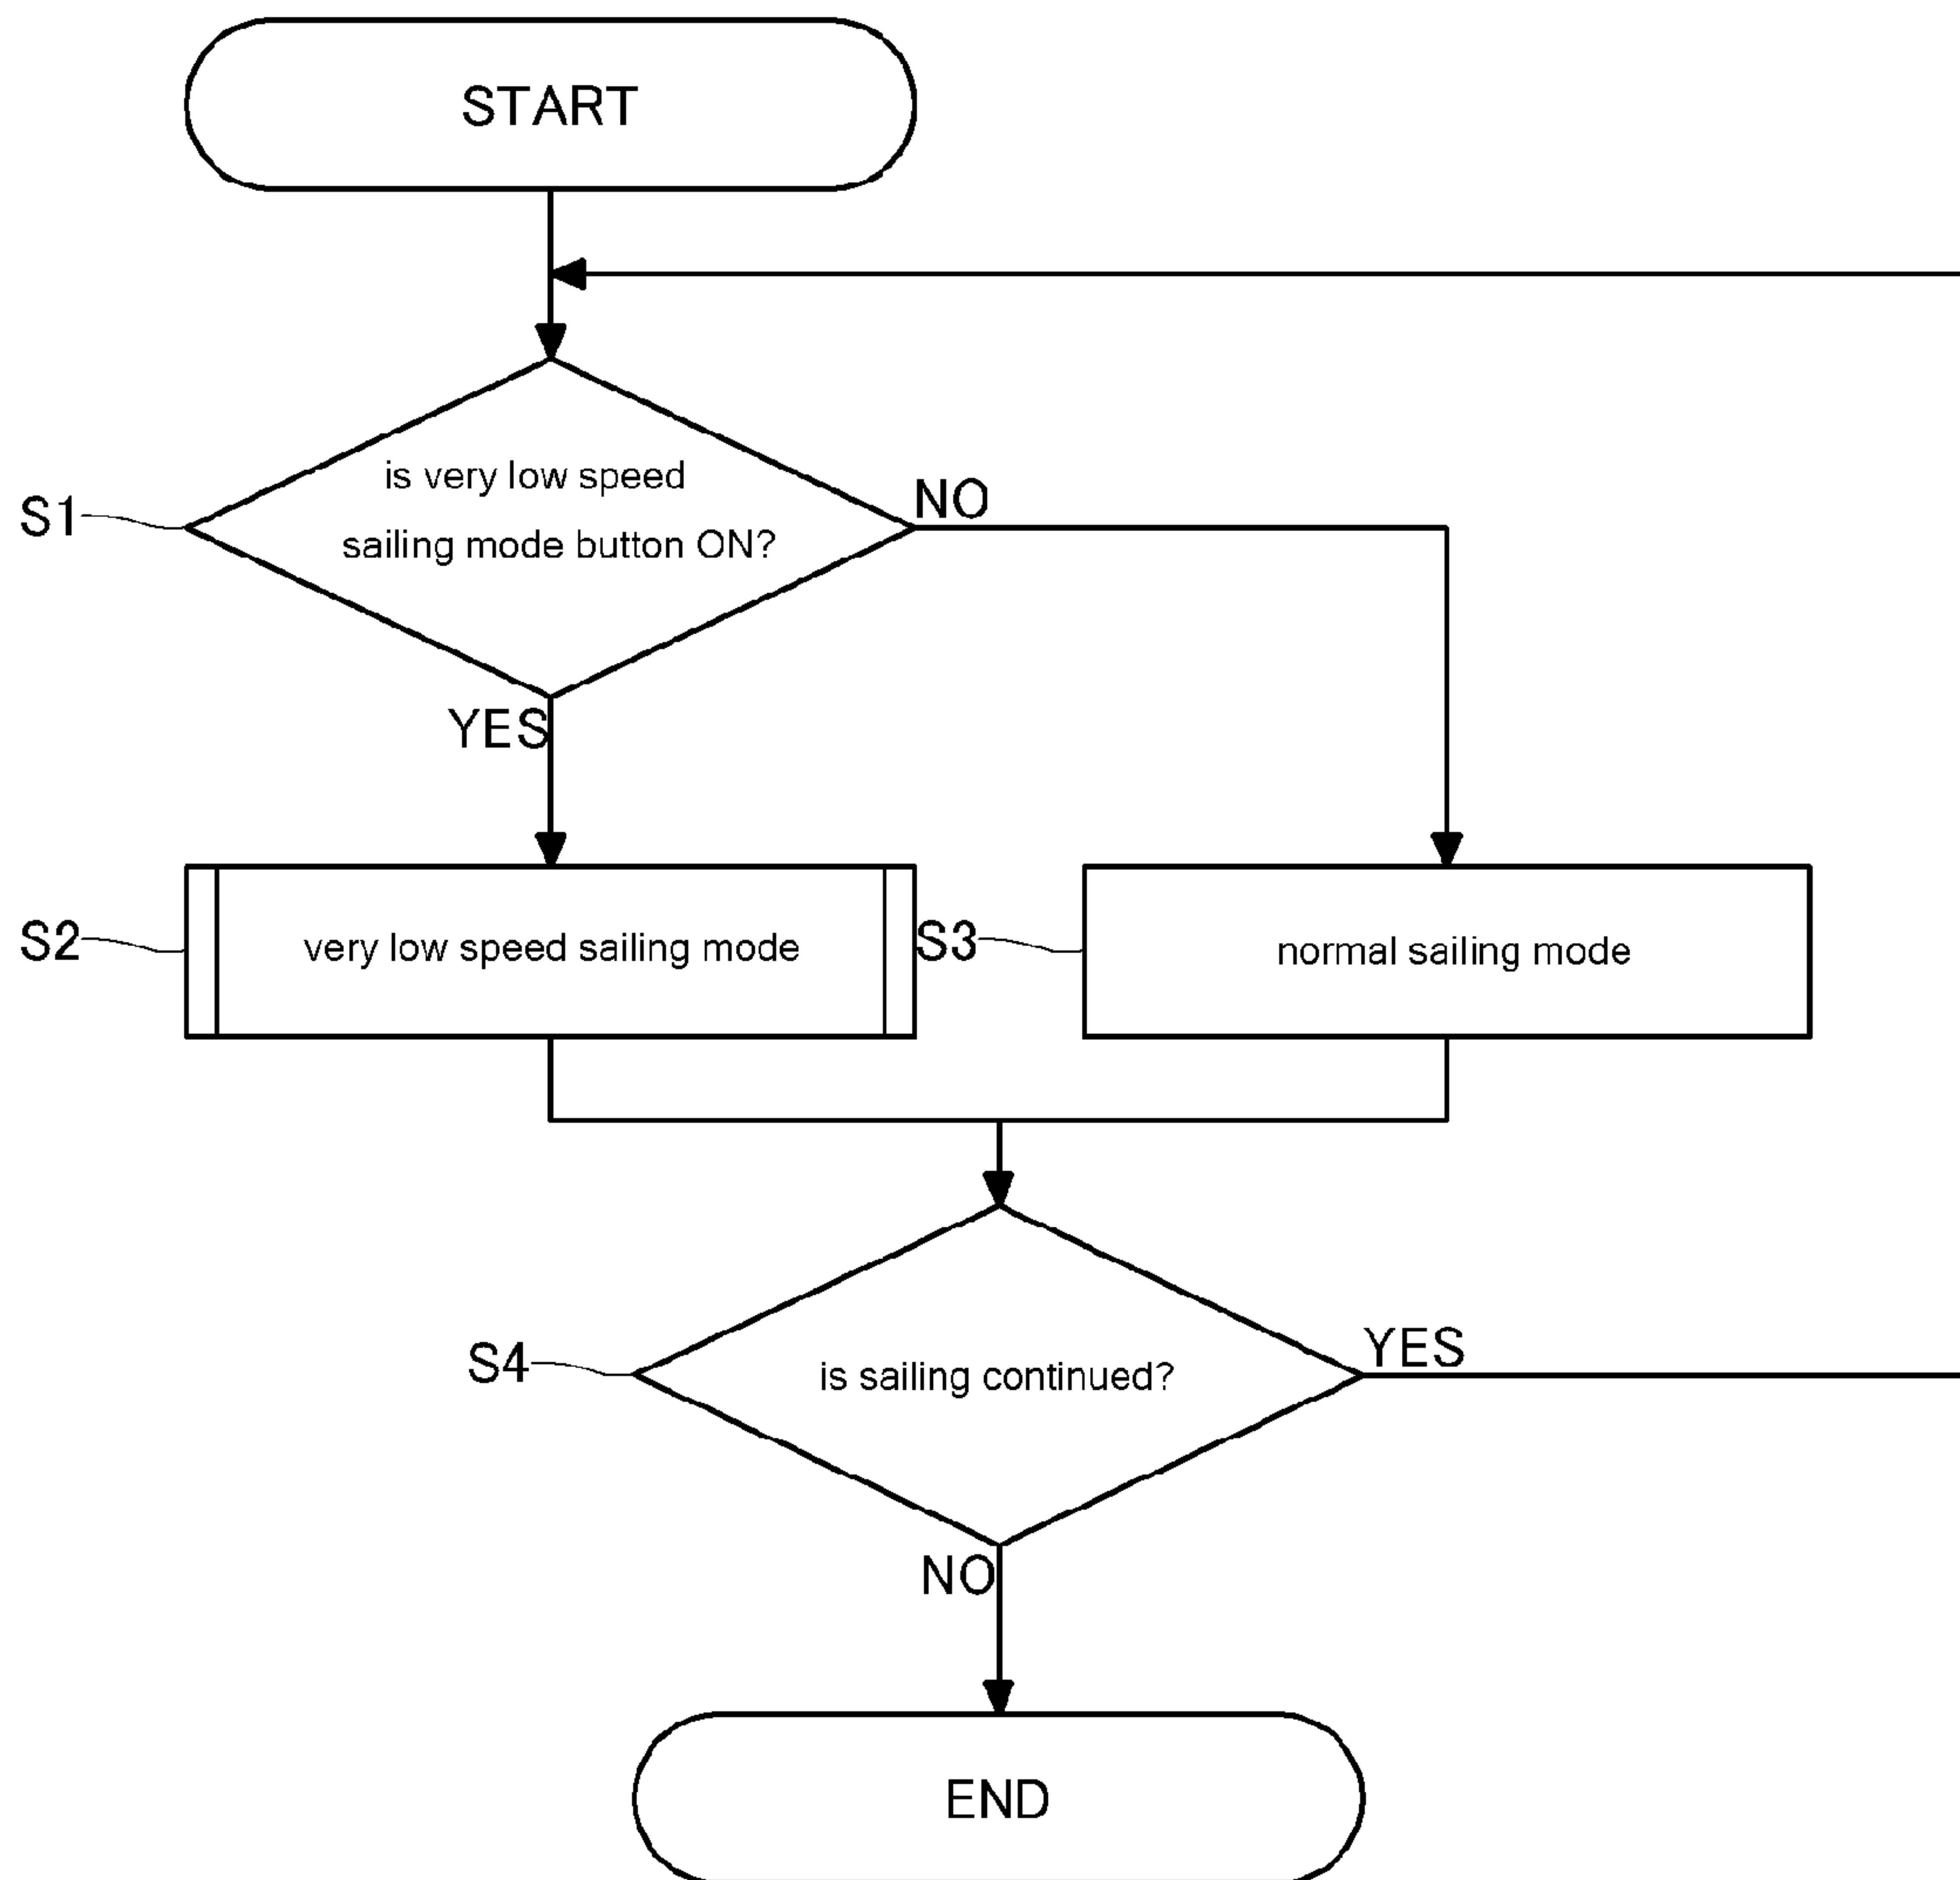 START
is very low speed
sailing mode button ON?
S1
NO
YES
S2
very low speed sailing mode
S3
normal sailing mode
S4
is sailing continued?
YES
NO
END